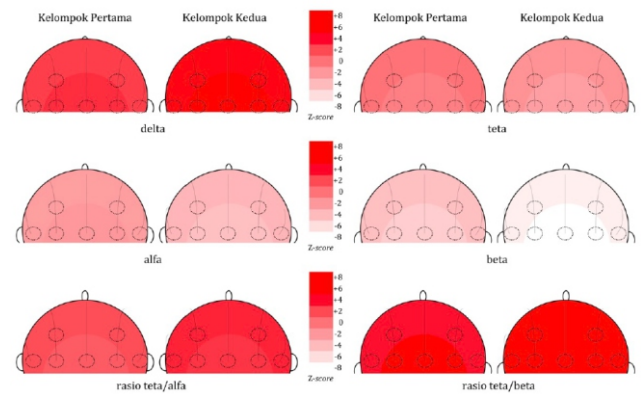 Kelompok Pertama Kelompok Kedua
+8
+6
+4
+2
0
-2
-4
-6
-8
Z-score
Kelompok Pertama Kelompok Kedua
delta
teta
+8
+6
+4
+2
0
-2
-4
-6
-8
Z-score
alfa
beta
+8
+6
+4
+2
0
-2
-4
-6
-8
Z-score
rasio teta/alfa
rasio teta/beta